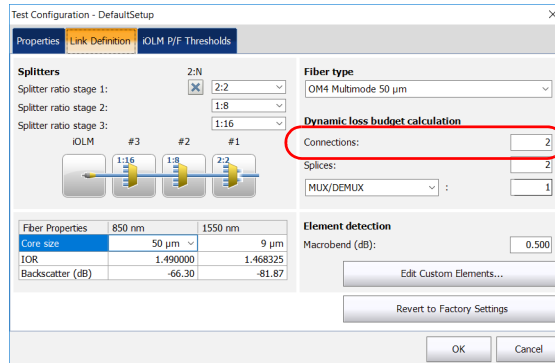 Test Configuration - DefaultSetup
Properties Link Definition iOLM P/F Thresholds
Splitters 2:N
Splitter ratio stage 1: 2:2
Splitter ratio stage 2: 1:8
Splitter ratio stage 3: 1:16
iOLM #3 #2 #1
1:16 1:8 2:2
Fiber Properties 850 nm 1550 nm
Core size 50 µm 9 µm
IOR 1.490000 1.468325
Backscatter (dB) -66.30 -81.87
Fiber type
OM4 Multimode 50 µm
Dynamic loss budget calculation
Connections: 2
Splices: 2
MUX/DEMUX : 1
Element detection
Macrobend (dB): 0.500
Edit Custom Elements...
Revert to Factory Settings
OK Cancel